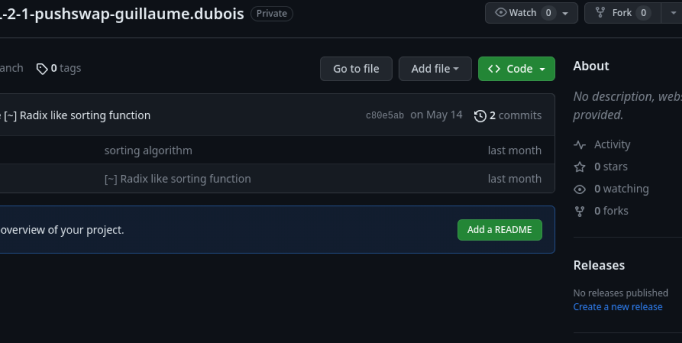 -2-1-pushswap-guillaume.dubois Private
Watch 0
Fork 0
anch 0 tags
Go to file Add file Code
[~] Radix like sorting function c80e5ab on May 14 2 commits
sorting algorithm last month
[~] Radix like sorting function last month
overview of your project. Add a README
About
No description, webs
provided.
Activity
0 stars
0 watching
0 forks
Releases
No releases published
Create a new release